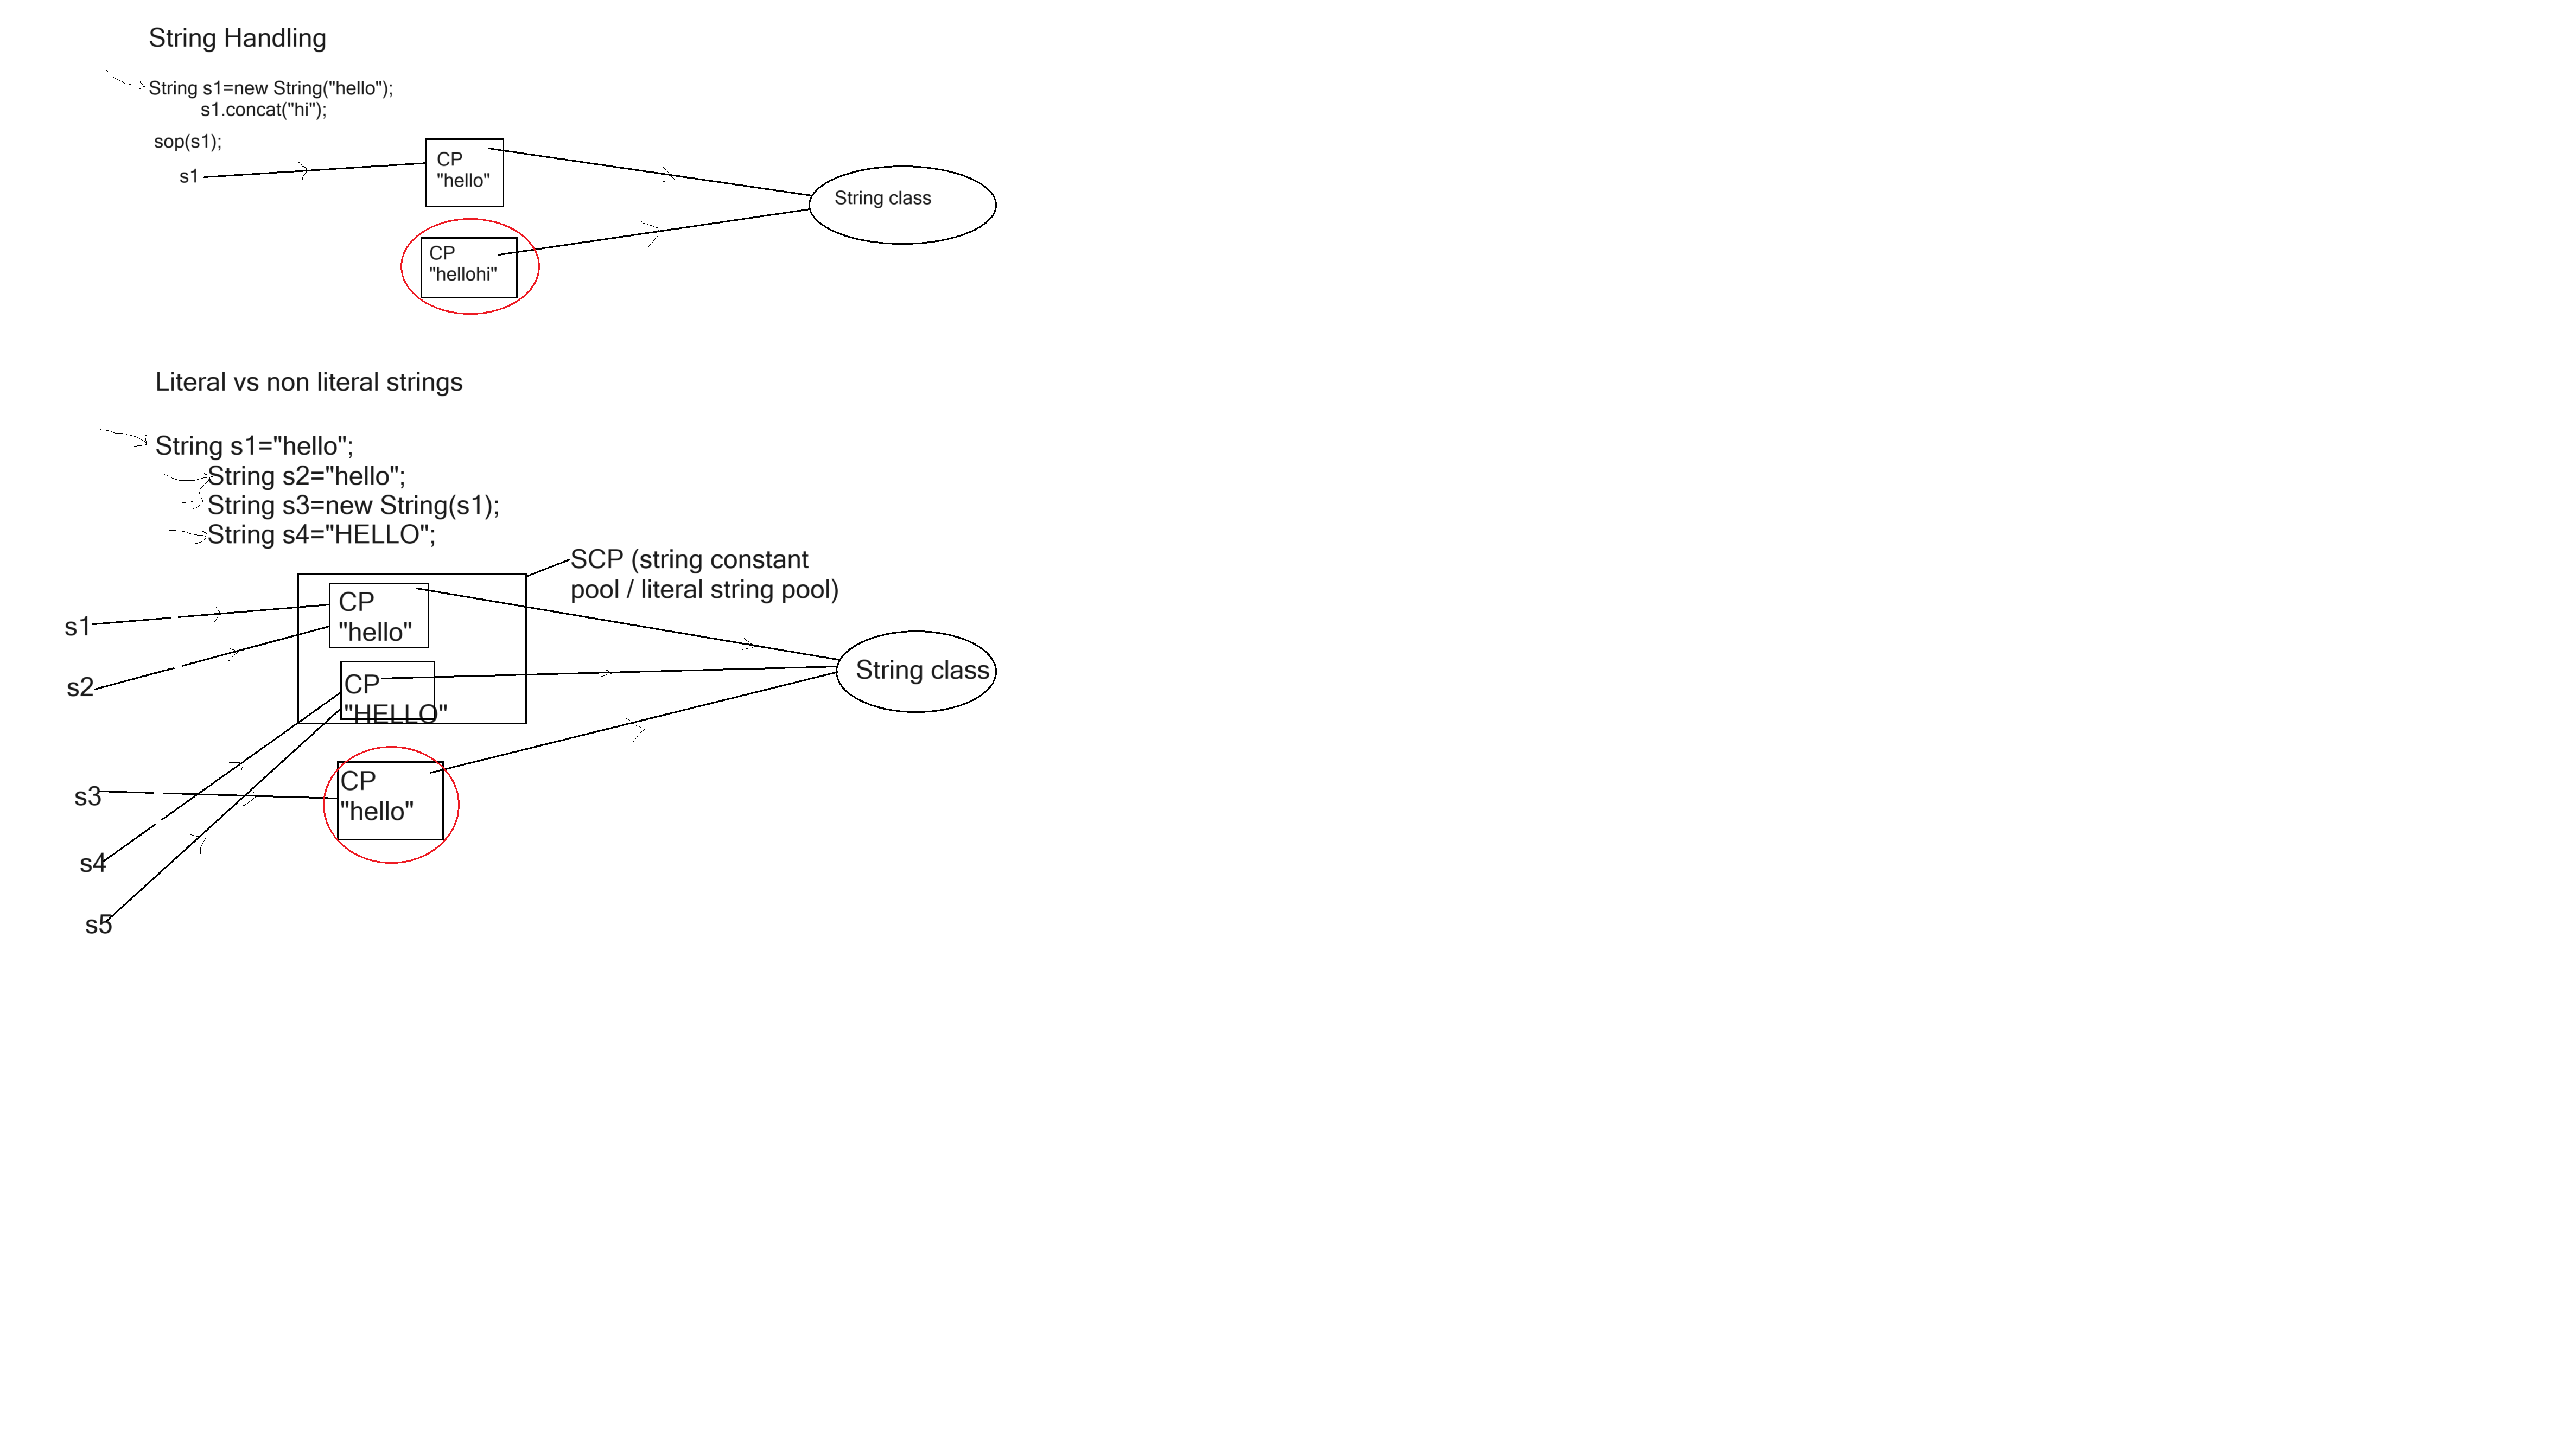 String Handling
String s1=new String("hello");
s1.concat("hi");
sop(s1);
s1
CP
"hello"
String class
CP
"hellohi"
Literal vs non literal strings
String s1="hello";
String s2="hello";
String s3=new String(s1);
String s4="HELLO";
SCP (string constant
pool / literal string pool)
CP
"hello"
s1
s2
CP
"HELLO"
String class
s3
CP
"hello"
s4
s5